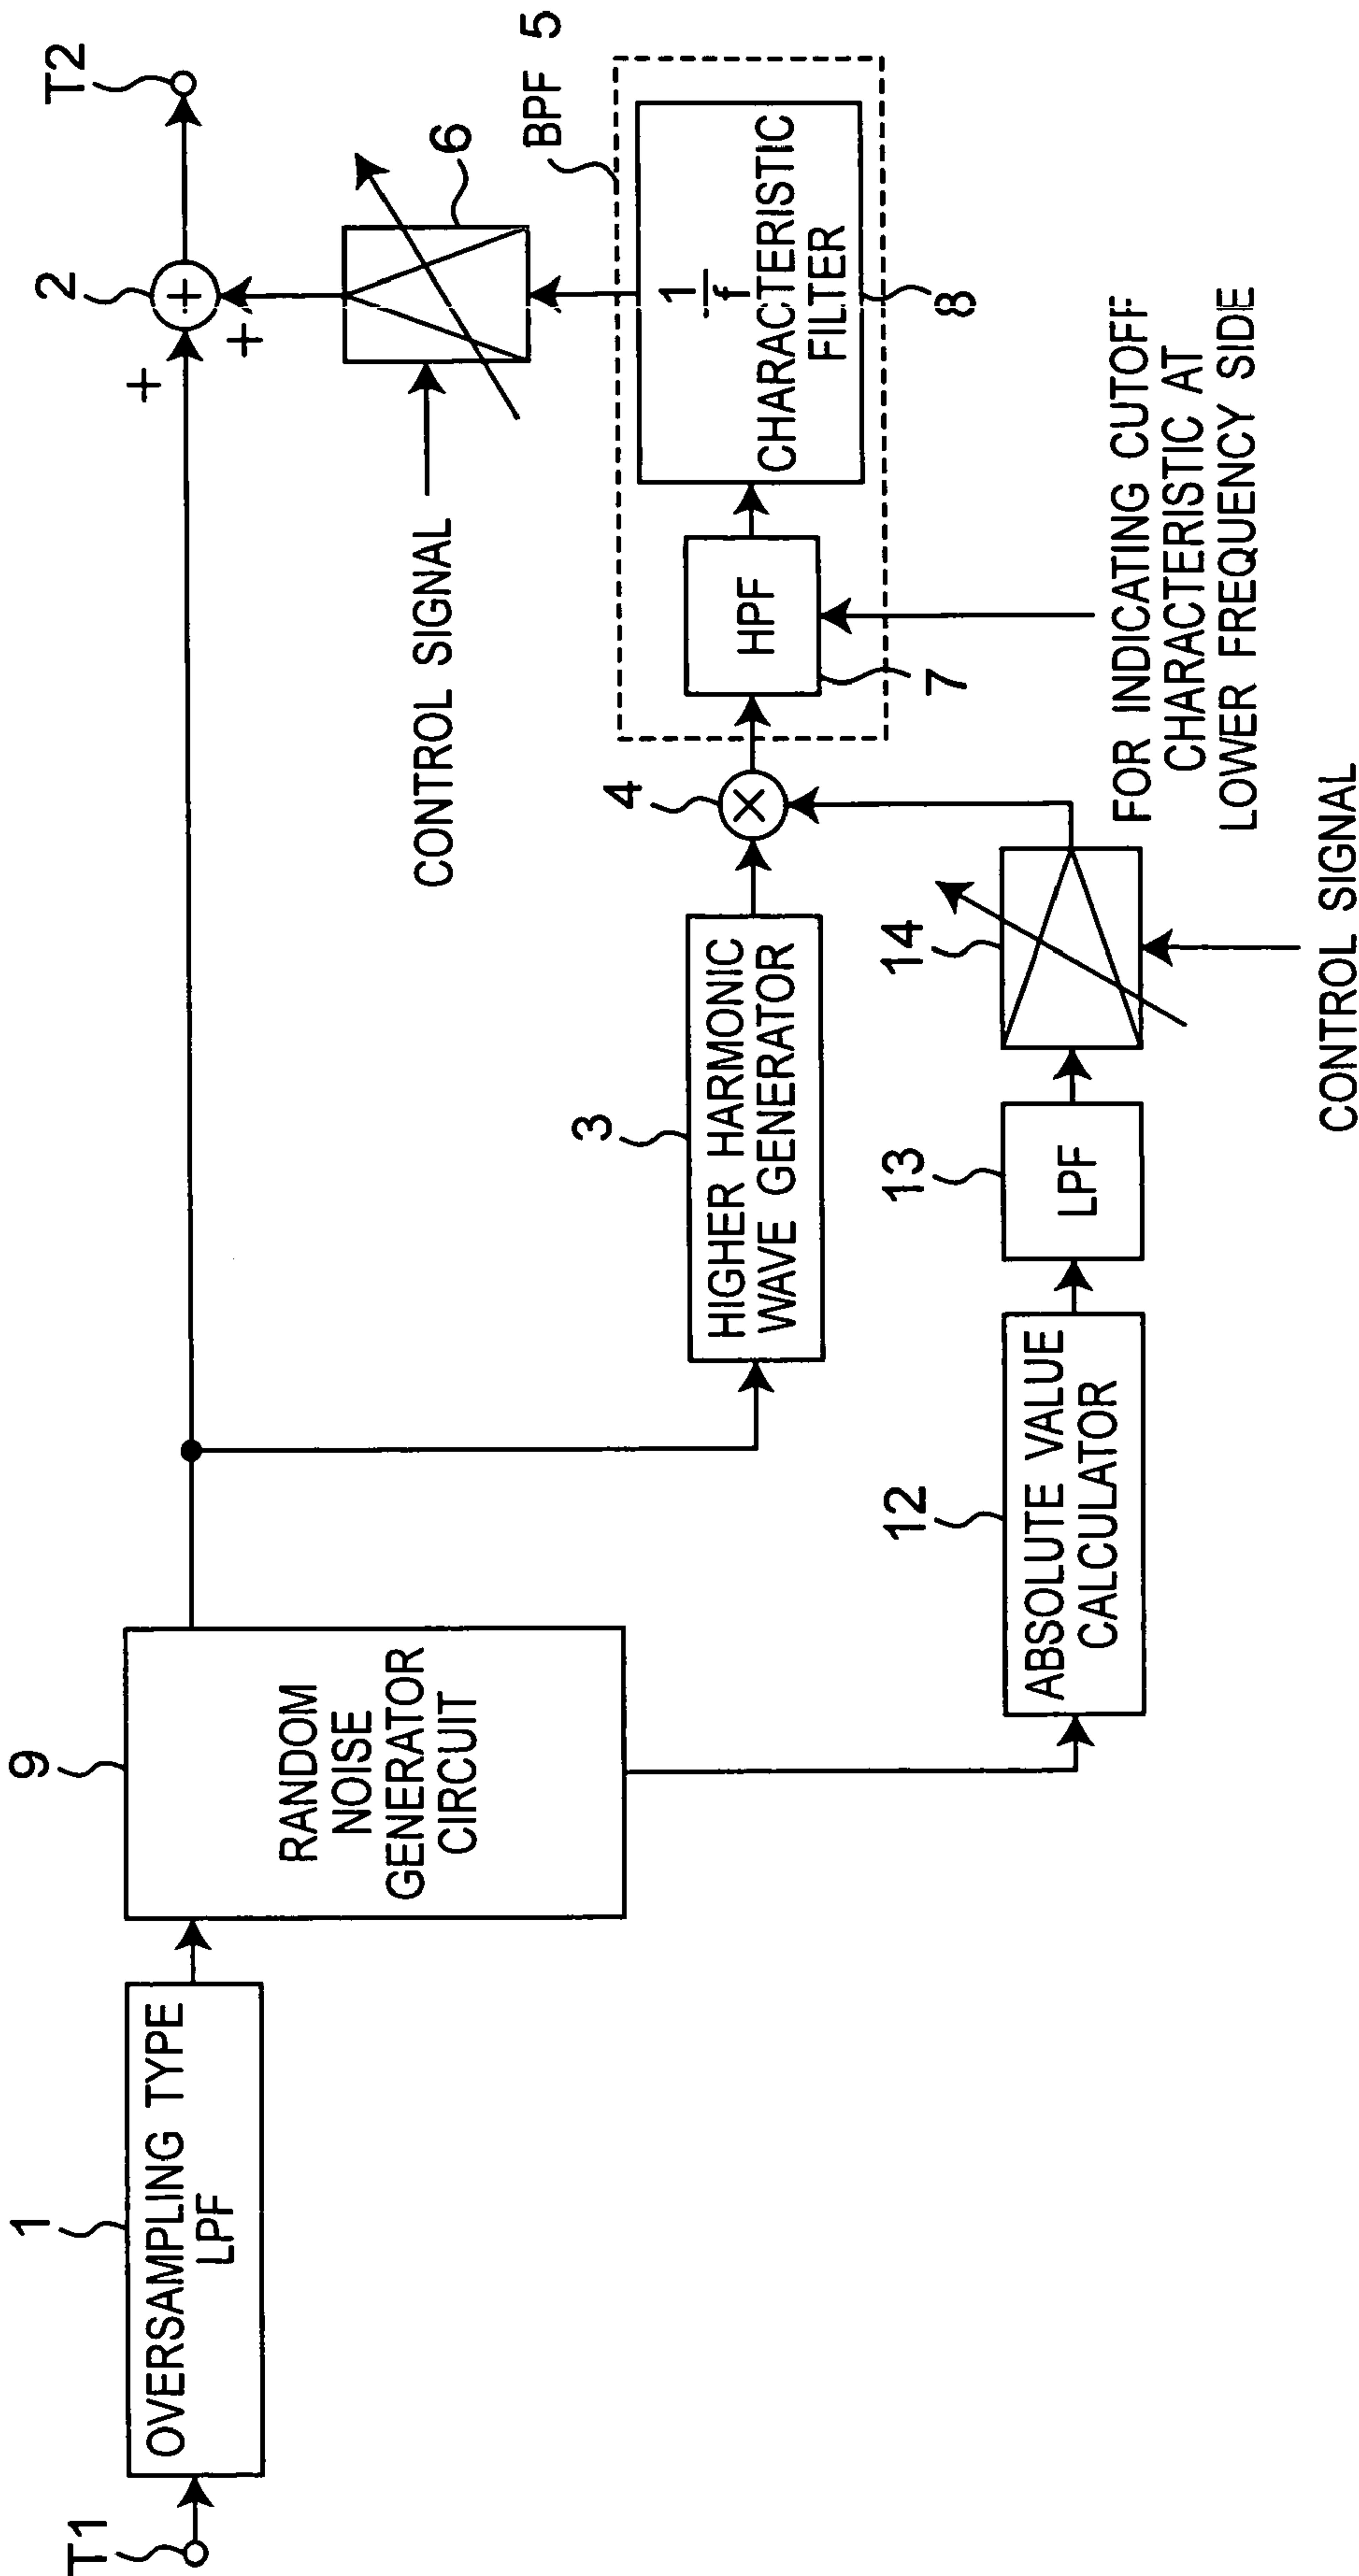 T1
1
OVERSAMPLING TYPE
LPF
9
RANDOM
NOISE
GENERATOR
CIRCUIT
2
+
+
+
T2
6
CONTROL SIGNAL
3
HIGHER HARMONIC
WAVE GENERATOR
4
×
BPF 5
HPF
7
1
f
CHARACTERISTIC
FILTER
8
FOR INDICATING CUTOFF
CHARACTERISTIC AT
LOWER FREQUENCY SIDE
12
ABSOLUTE VALUE
CALCULATOR
13
LPF
14
CONTROL SIGNAL